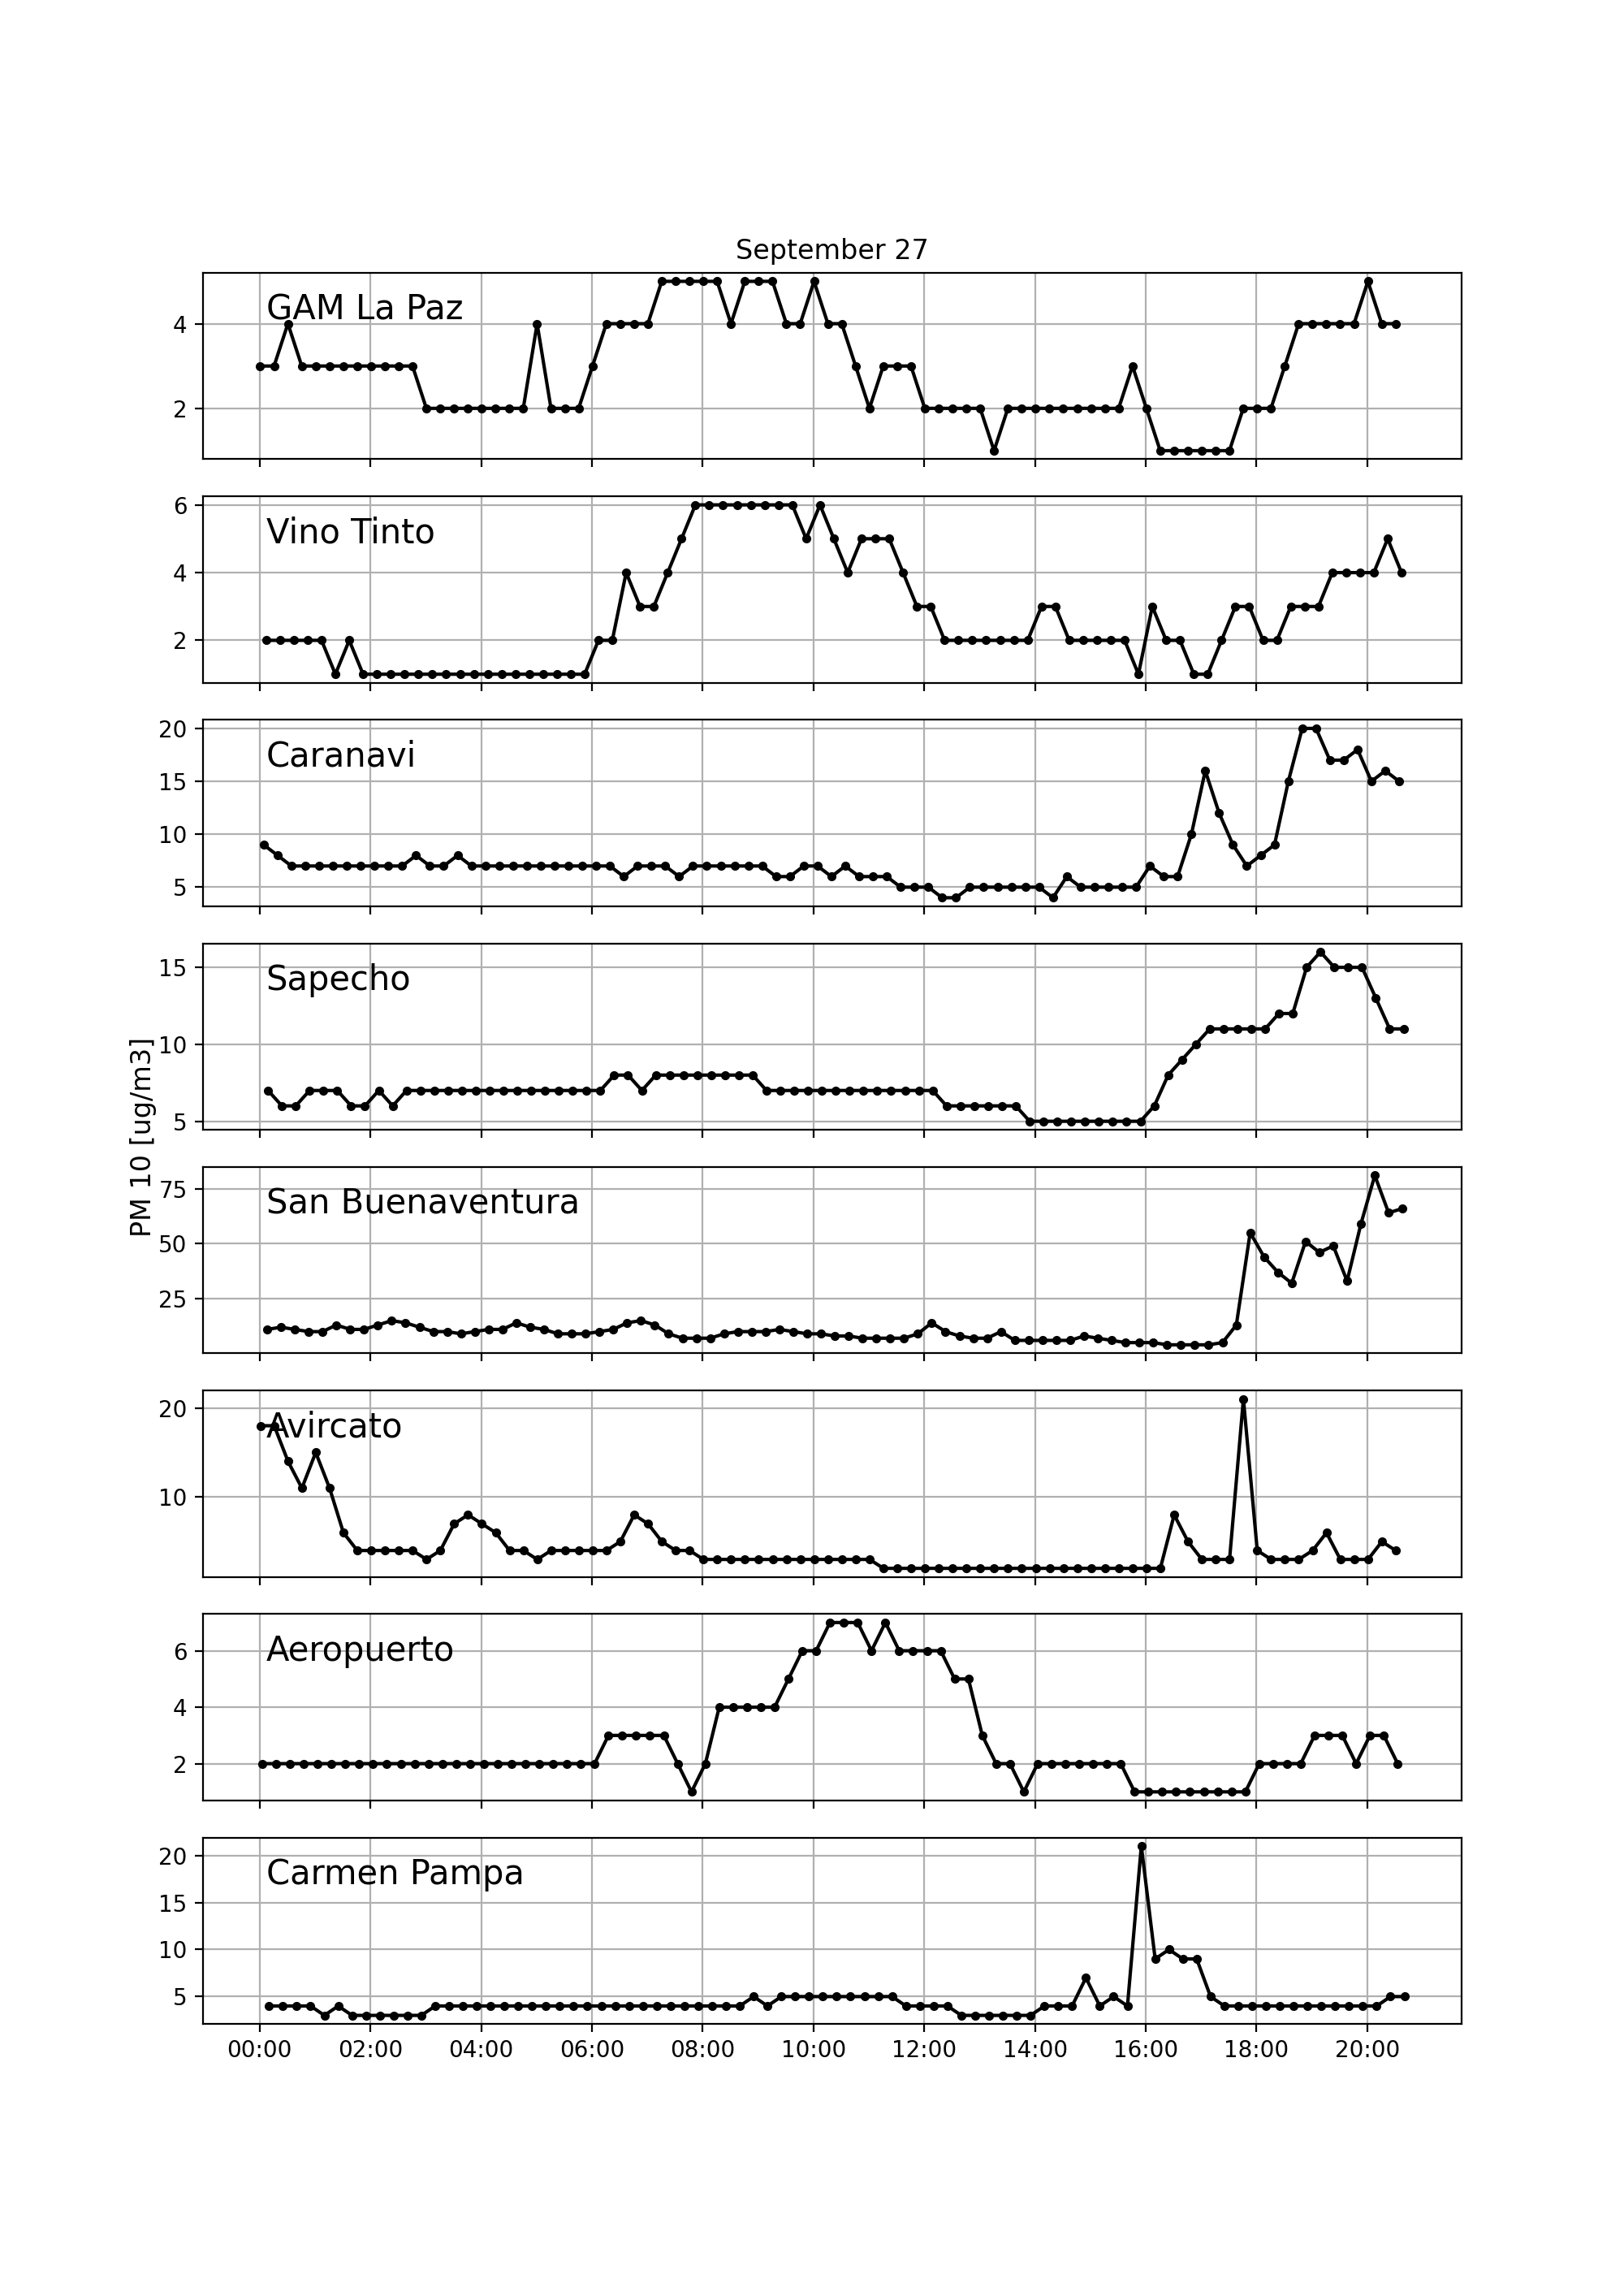 September 27
GAM La Paz
4
2
Vino Tinto
6
4
2
Caranavi
20
15
10
5
Sapecho
15
10
5
PM 10 [ug/m3]
San Buenaventura
75
50
25
Avircato
20
10
Aeropuerto
6
4
2
Carmen Pampa
20
15
10
5
00:00 02:00 04:00 06:00 08:00 10:00 12:00 14:00 16:00 18:00 20:00